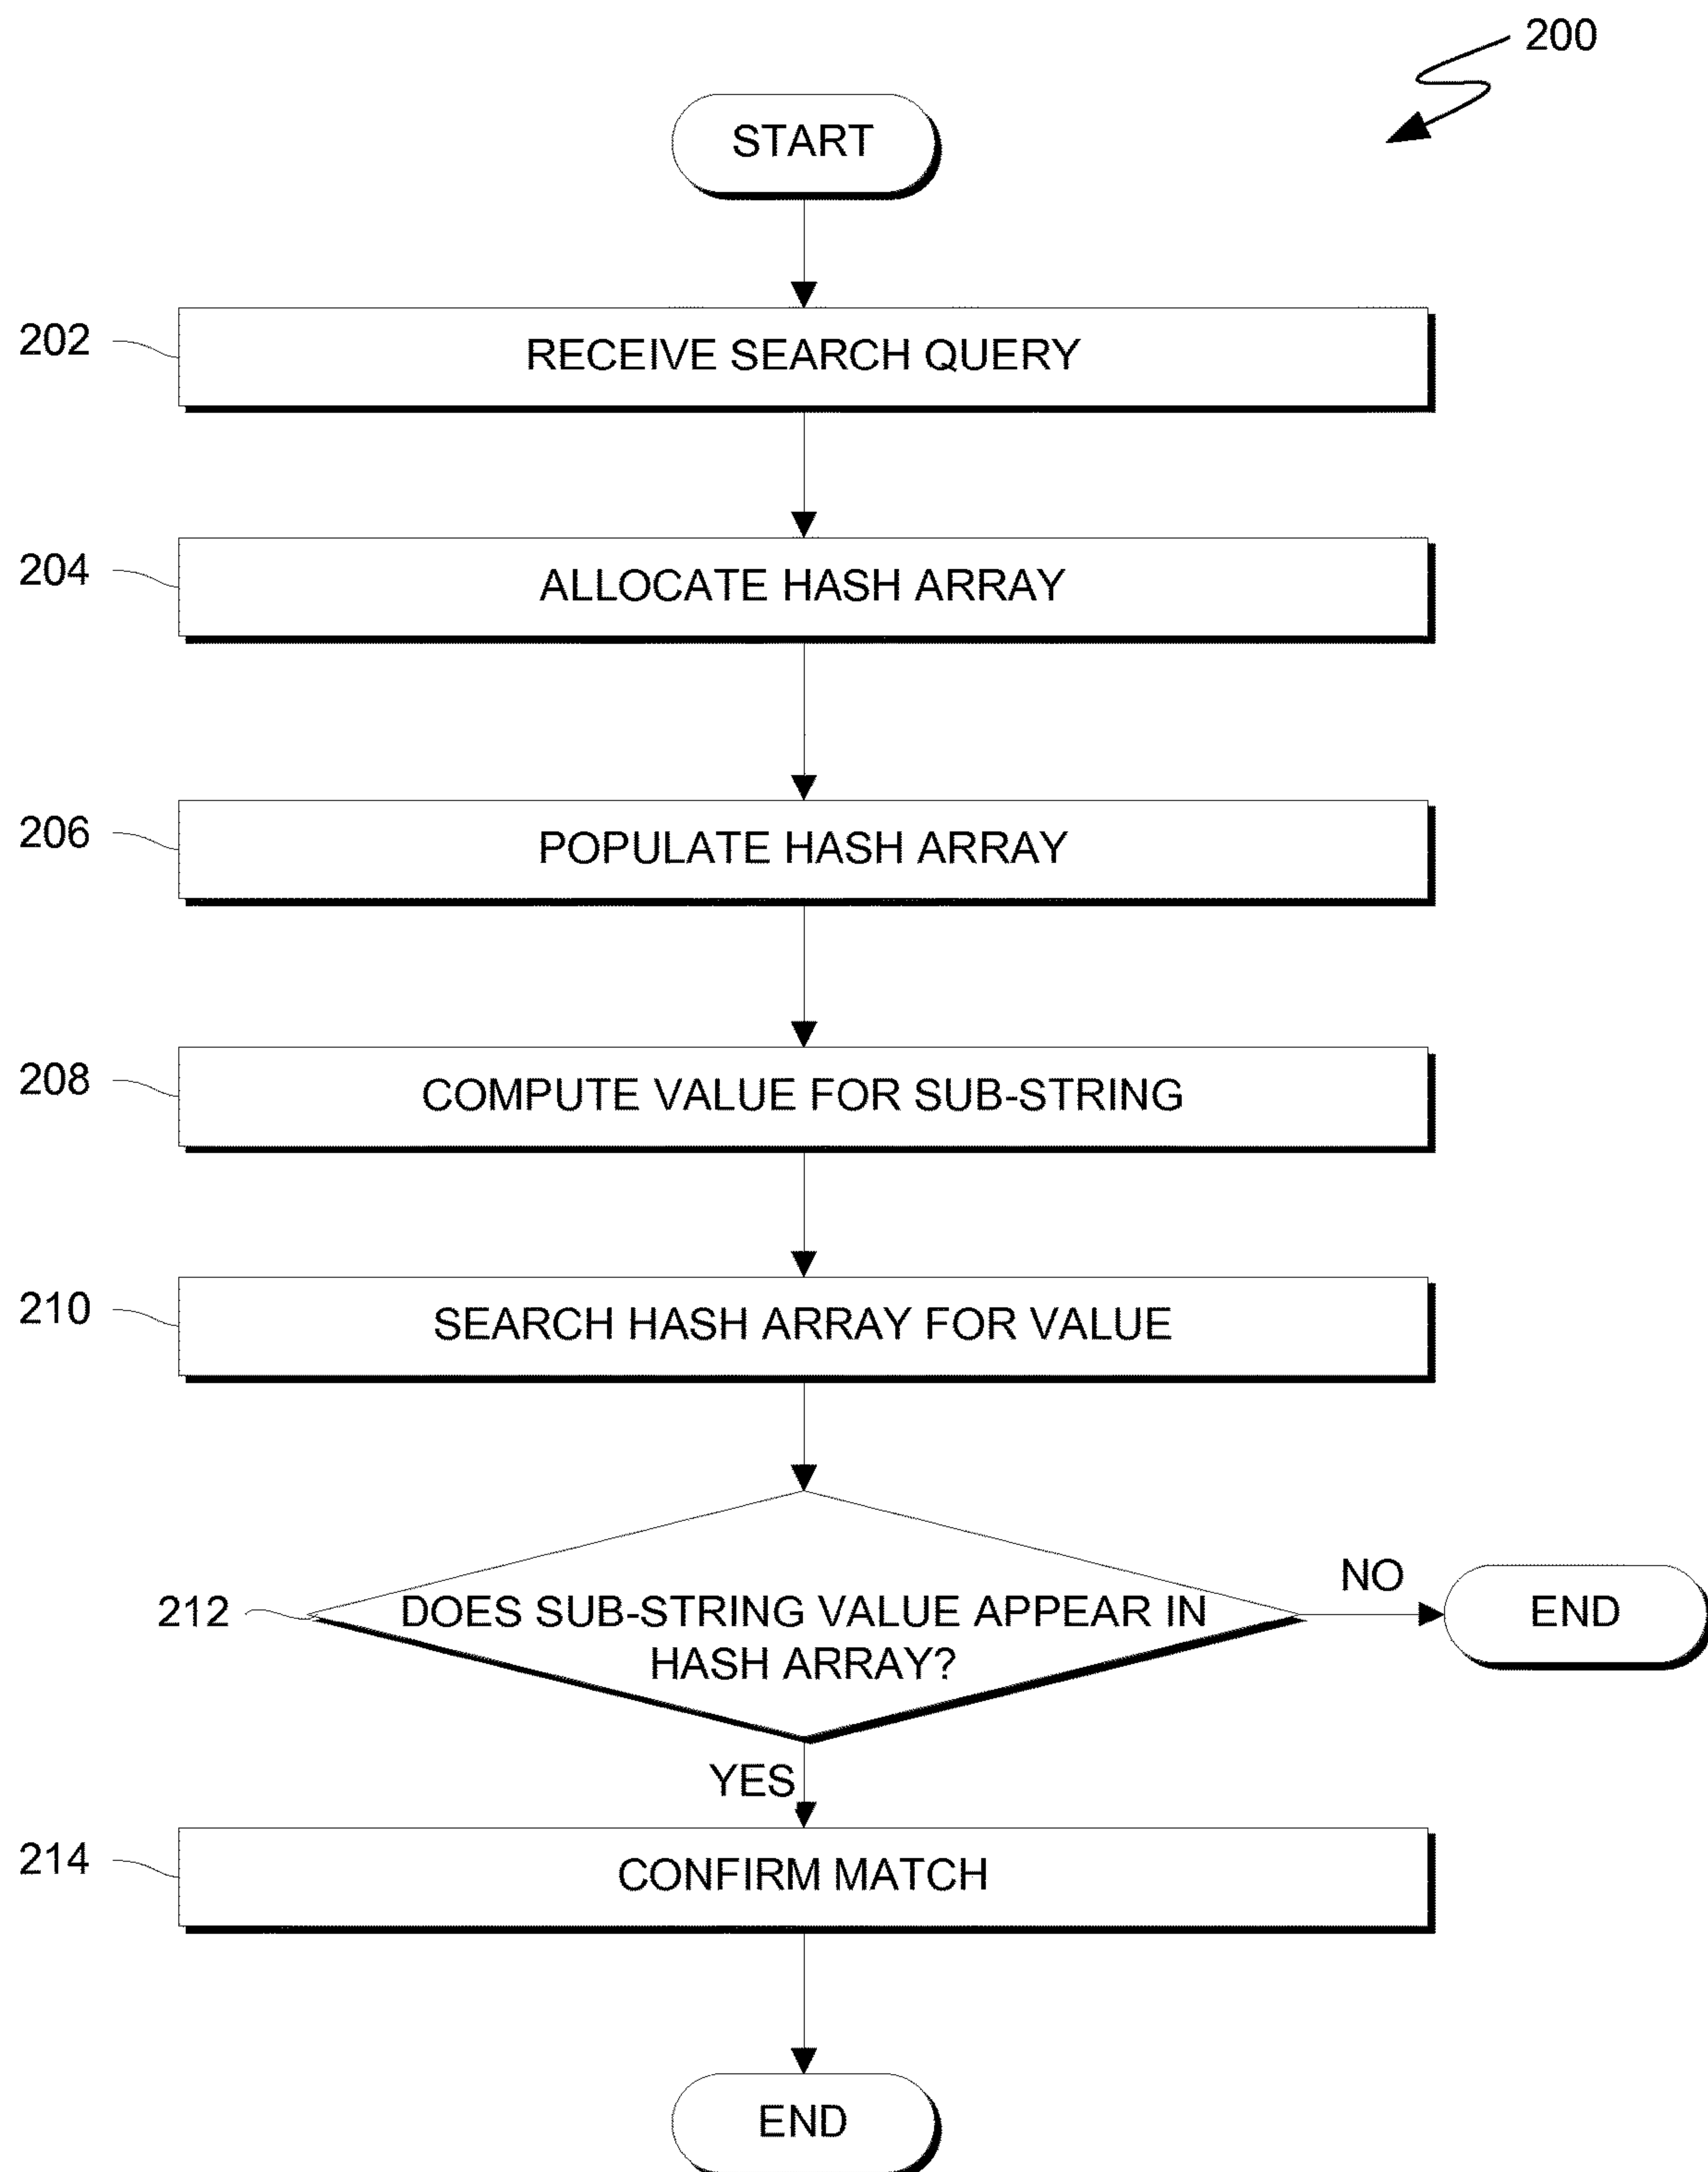 200
START
202
RECEIVE SEARCH QUERY
204
ALLOCATE HASH ARRAY
206
POPULATE HASH ARRAY
208
COMPUTE VALUE FOR SUB-STRING
210
SEARCH HASH ARRAY FOR VALUE
212
DOES SUB-STRING VALUE APPEAR IN
HASH ARRAY?
NO
END
YES
214
CONFIRM MATCH
END